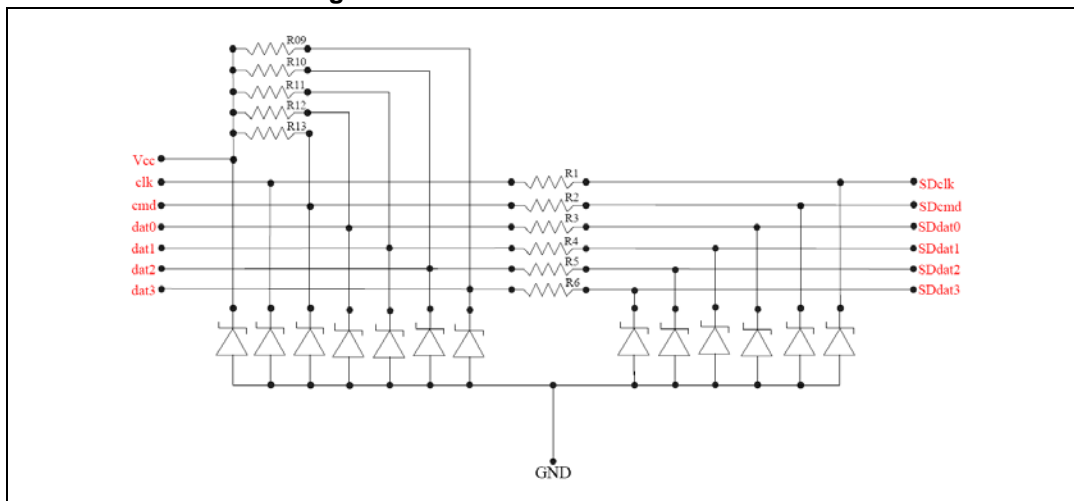 R09
R10
R11
R12
R13
Vcc
clk R1 SDclk
cmd R2 SDcmd
dat0 R3 SDdat0
dat1 R4 SDdat1
dat2 R5 SDdat2
dat3 R6 SDdat3
GND